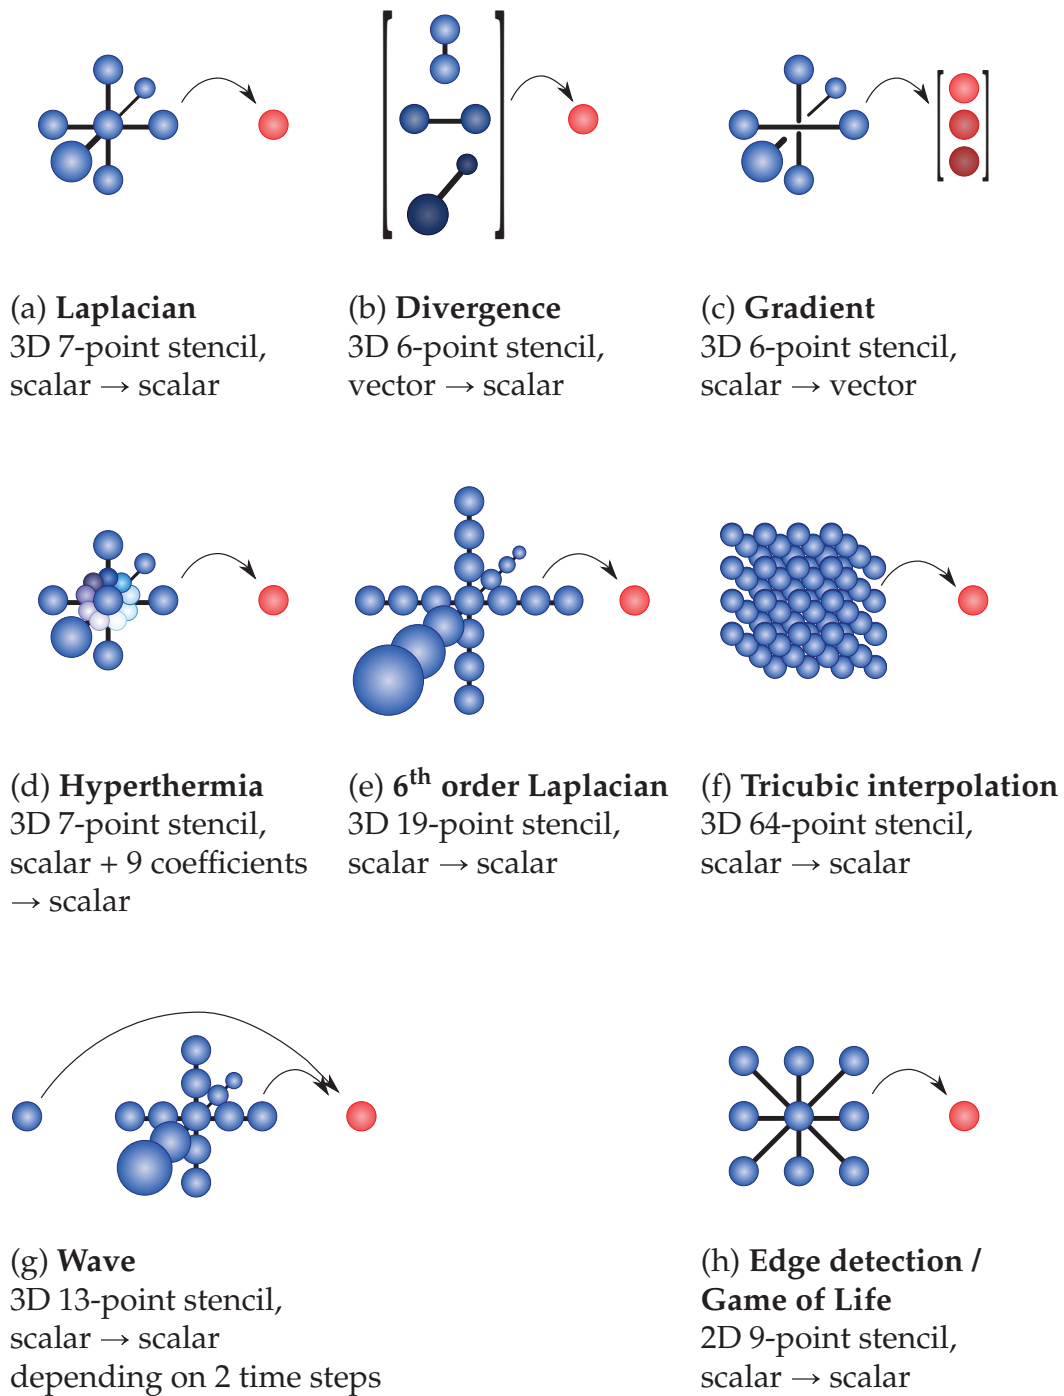 (a) Laplacian
3D 7-point stencil,
scalar → scalar
(b) Divergence
3D 6-point stencil,
vector → scalar
(c) Gradient
3D 6-point stencil,
scalar → vector
(d) Hyperthermia
3D 7-point stencil,
scalar + 9 coefficients
→ scalar
(e) 6th order Laplacian
3D 19-point stencil,
scalar → scalar
(f) Tricubic interpolation
3D 64-point stencil,
scalar → scalar
(g) Wave
3D 13-point stencil,
scalar → scalar
depending on 2 time steps
(h) Edge detection /
Game of Life
2D 9-point stencil,
scalar → scalar